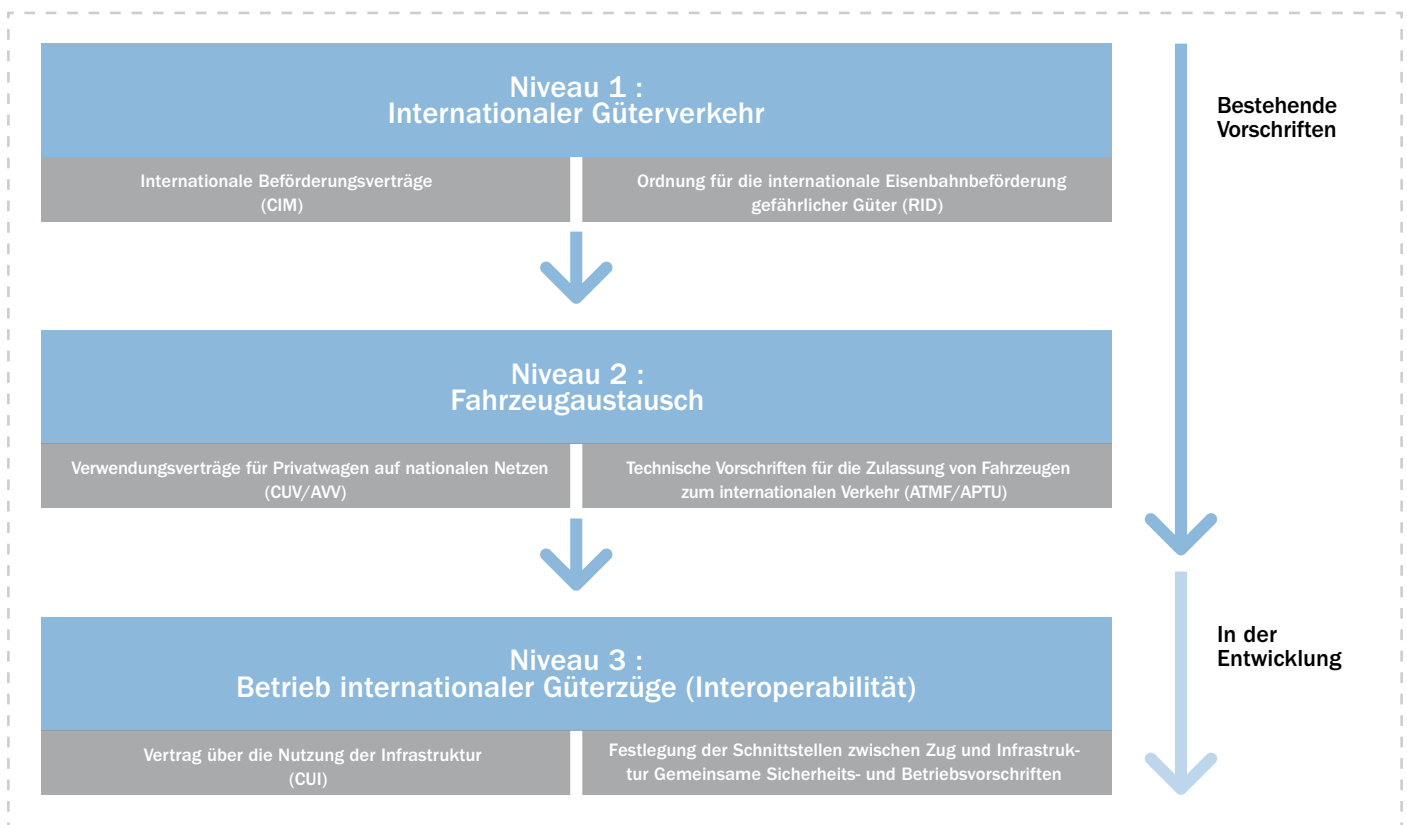 Niveau 1 :
Internationaler Güterverkehr
Internationale Beförderungsverträge
(CIM)
Ordnung für die internationale Eisenbahnbeförderung
gefährlicher Güter (RID)
Bestehende
Vorschriften
Niveau 2 :
Fahrzeugaustausch
Verwendungsverträge für Privatwagen auf nationalen Netzen
(CUV/AVV)
Technische Vorschriften für die Zulassung von Fahrzeugen
zum internationalen Verkehr (ATMF/APTU)
Niveau 3 :
Betrieb internationaler Güterzüge (Interoperabilität)
Vertrag über die Nutzung der Infrastruktur
(CUI)
Festlegung der Schnittstellen zwischen Zug und Infrastruk-
tur Gemeinsame Sicherheits- und Betriebsvorschriften
In der
Entwicklung